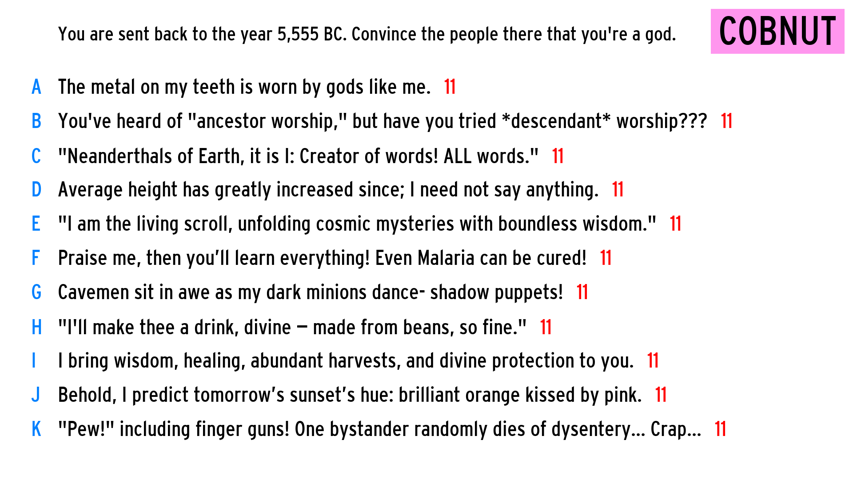 You are sent back to the year 5,555 BC. Convince the people there that you're a god.
COBNUT
A The metal on my teeth is worn by gods like me. 11
B You've heard of "ancestor worship," but have you tried *descendant* worship??? 11
C "Neanderthals of Earth, it is I: Creator of words! ALL words." 11
D Average height has greatly increased since; I need not say anything. 11
E "I am the living scroll, unfolding cosmic mysteries with boundless wisdom." 11
F Praise me, then you’ll learn everything! Even Malaria can be cured! 11
G Cavemen sit in awe as my dark minions dance- shadow puppets! 11
H "I'll make thee a drink, divine – made from beans, so fine." 11
I I bring wisdom, healing, abundant harvests, and divine protection to you. 11
J Behold, I predict tomorrow’s sunset’s hue: brilliant orange kissed by pink. 11
K "Pew!" including finger guns! One bystander randomly dies of dysentery... Crap... 11